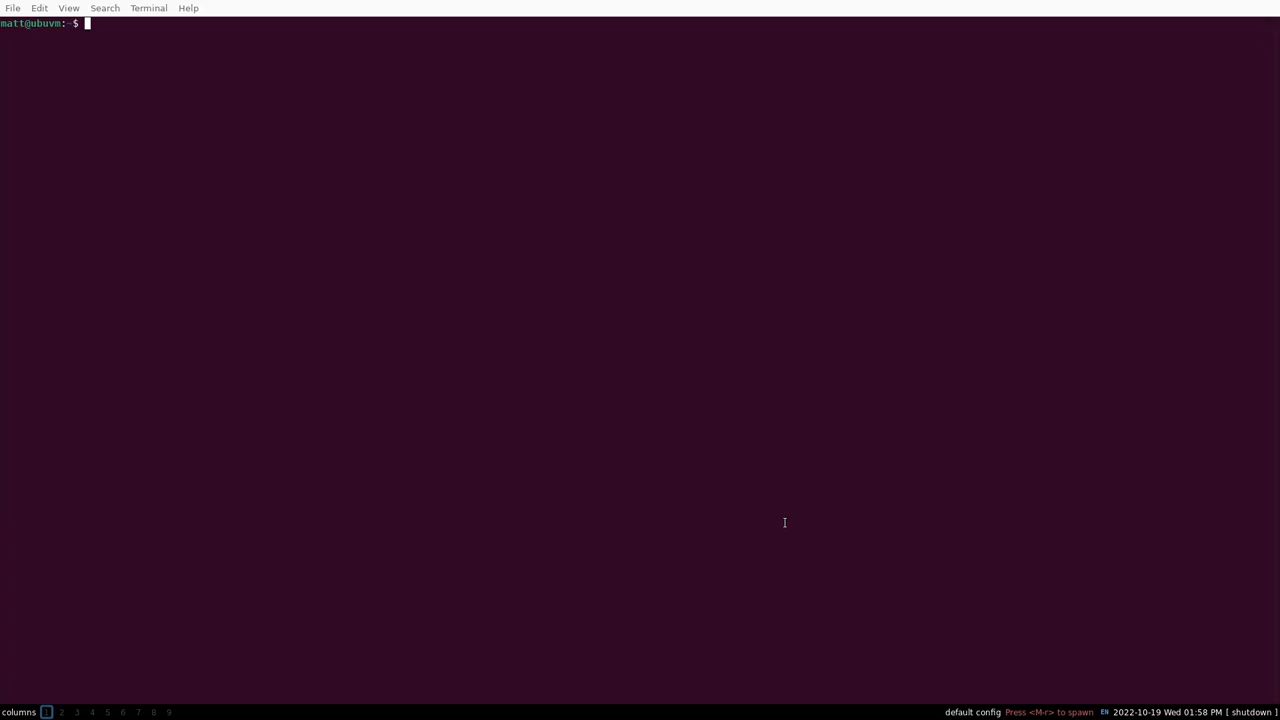 File Edit View Search Terminal Help
matt@ubuvm:~$
columns 1 2 3 4 5 6 7 8 9 default config Press <M-r> to spawn EN 2022-10-19 Wed 01:58 PM [ shutdown ]